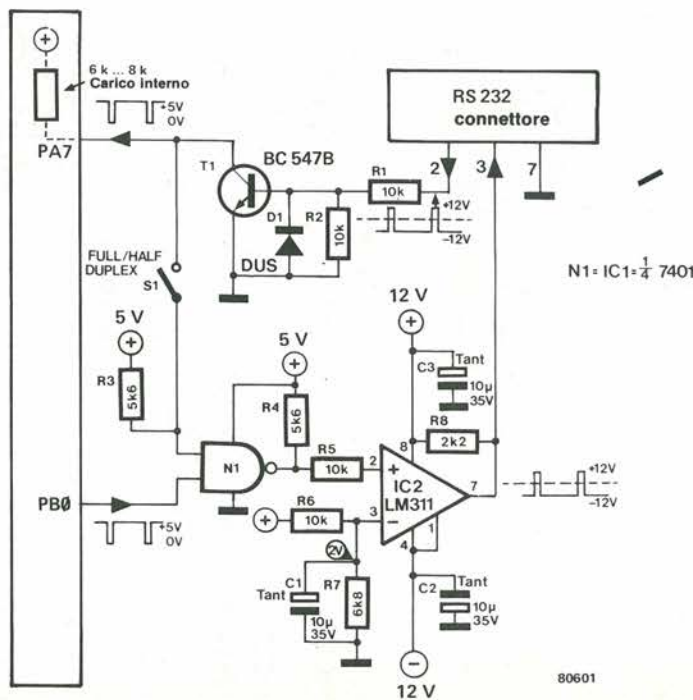 6 k ... 8 k
Carico interno
+5V
0V
PA7
BC 547B
T1
R1
10k
2
3
7
RS 232
connettore
+12V
-12V
D1
R2
10k
DUS
FULL/HALF
DUPLEX
S1
N1= IC1= 1/4 7401
5 V
R3
5k6
5 V
R4
5k6
12 V
C3
Tant
10µ
35V
R8
2k2
8
N1
R5
10k
2
+
IC2
LM311
7
+12V
-12V
PB0
+5V
0V
R6
10k
3
-
1
4
2V
C1
Tant
10µ
35V
R7
6k8
C2
Tant
10µ
35V
12 V
80601